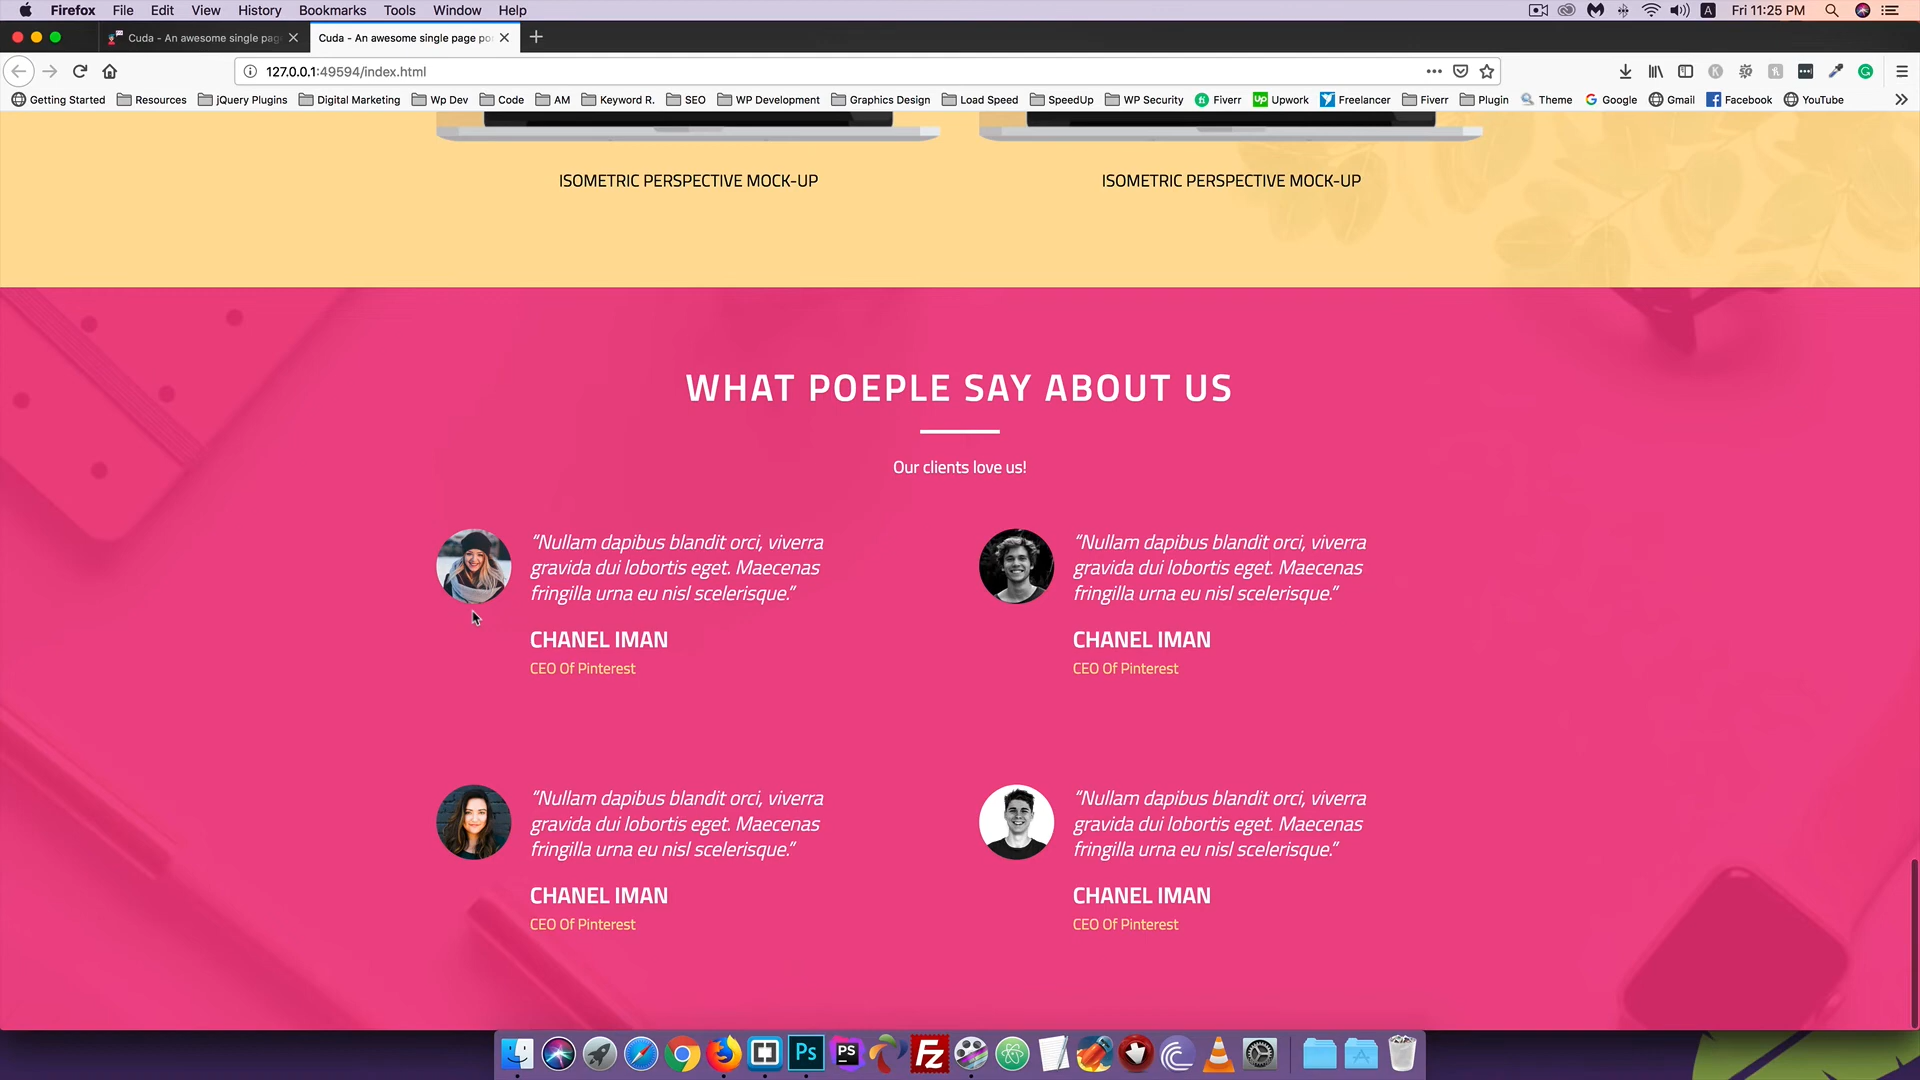 Firefox File Edit View History Bookmarks Tools Window Help
A Fri 11:25 PM
Cuda - An awesome single pag
Cuda - An awesome single page po
127.0.0.1:49594/index.html
Getting Started Resources jQuery Plugins Digital Marketing Wp Dev Code AM Keyword R. SEO WP Development Graphics Design Load Speed SpeedUp WP Security Fiverr Upwork Freelancer Fiverr Plugin Theme Google Gmail Facebook YouTube
ISOMETRIC PERSPECTIVE MOCK-UP
ISOMETRIC PERSPECTIVE MOCK-UP
WHAT POEPLE SAY ABOUT US
Our clients love us!
“Nullam dapibus blandit orci, viverra
gravida dui lobortis eget. Maecenas
fringilla urna eu nisl scelerisque.”
CHANEL IMAN
CEO Of Pinterest
“Nullam dapibus blandit orci, viverra
gravida dui lobortis eget. Maecenas
fringilla urna eu nisl scelerisque.”
CHANEL IMAN
CEO Of Pinterest
“Nullam dapibus blandit orci, viverra
gravida dui lobortis eget. Maecenas
fringilla urna eu nisl scelerisque.”
CHANEL IMAN
CEO Of Pinterest
“Nullam dapibus blandit orci, viverra
gravida dui lobortis eget. Maecenas
fringilla urna eu nisl scelerisque.”
CHANEL IMAN
CEO Of Pinterest
Ps PS FZ